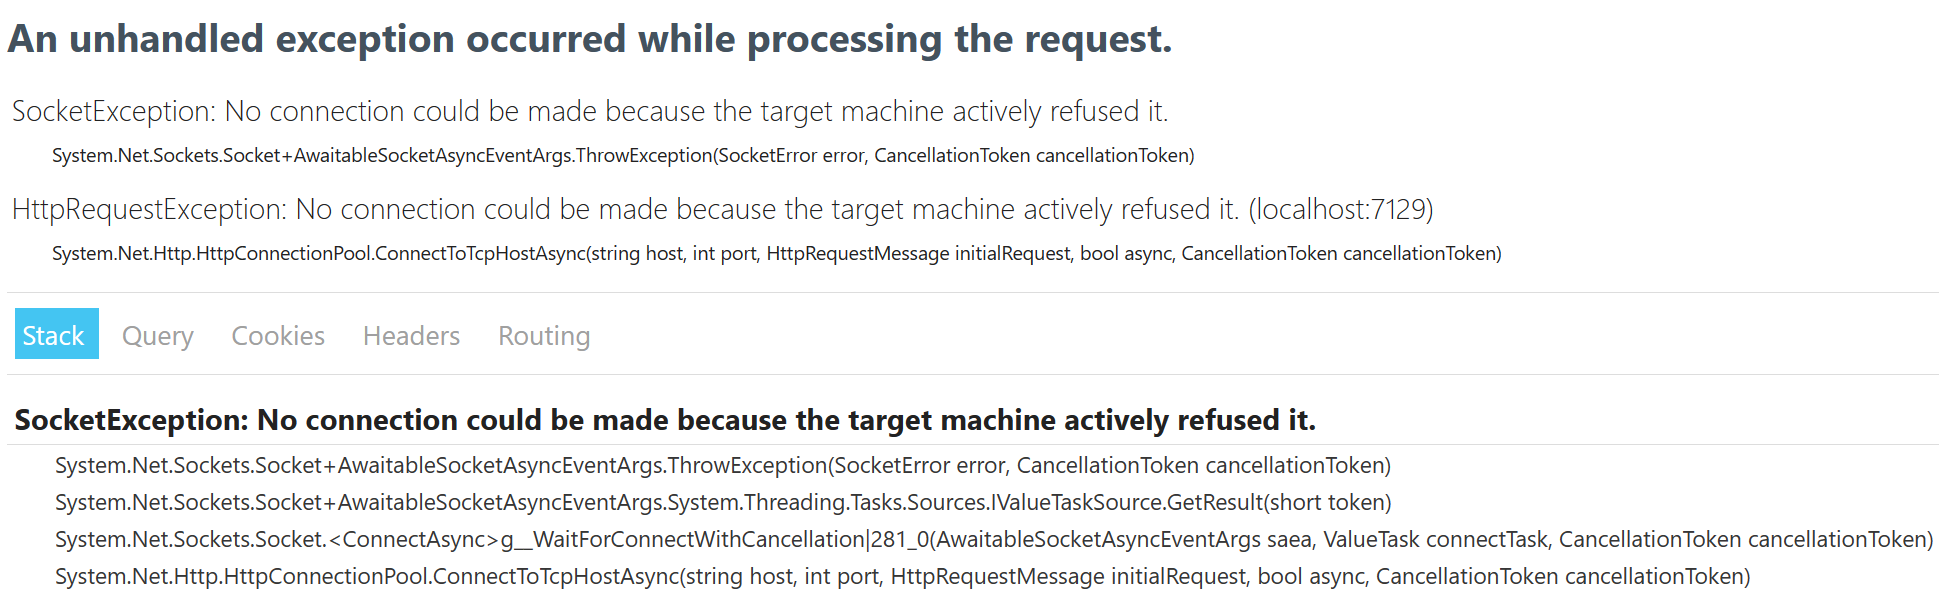 An unhandled exception occurred while processing the request.
SocketException: No connection could be made because the target machine actively refused it.
System.Net.Sockets.Socket+AwaitableSocketAsyncEventArgs.ThrowException(SocketError error, CancellationToken cancellationToken)
HttpRequestException: No connection could be made because the target machine actively refused it. (localhost:7129)
System.Net.Http.HttpConnectionPool.ConnectToTcpHostAsync(string host, int port, HttpRequestMessage initialRequest, bool async, CancellationToken cancellationToken)
Stack Query Cookies Headers Routing
SocketException: No connection could be made because the target machine actively refused it.
System.Net.Sockets.Socket+AwaitableSocketAsyncEventArgs.ThrowException(SocketError error, CancellationToken cancellationToken)
System.Net.Sockets.Socket+AwaitableSocketAsyncEventArgs.System.Threading.Tasks.Sources.IValueTaskSource.GetResult(short token)
System.Net.Sockets.Socket.<ConnectAsync>g__WaitForConnectWithCancellation|281_0(AwaitableSocketAsyncEventArgs saea, ValueTask connectTask, CancellationToken cancellationToken)
System.Net.Http.HttpConnectionPool.ConnectToTcpHostAsync(string host, int port, HttpRequestMessage initialRequest, bool async, CancellationToken cancellationToken)